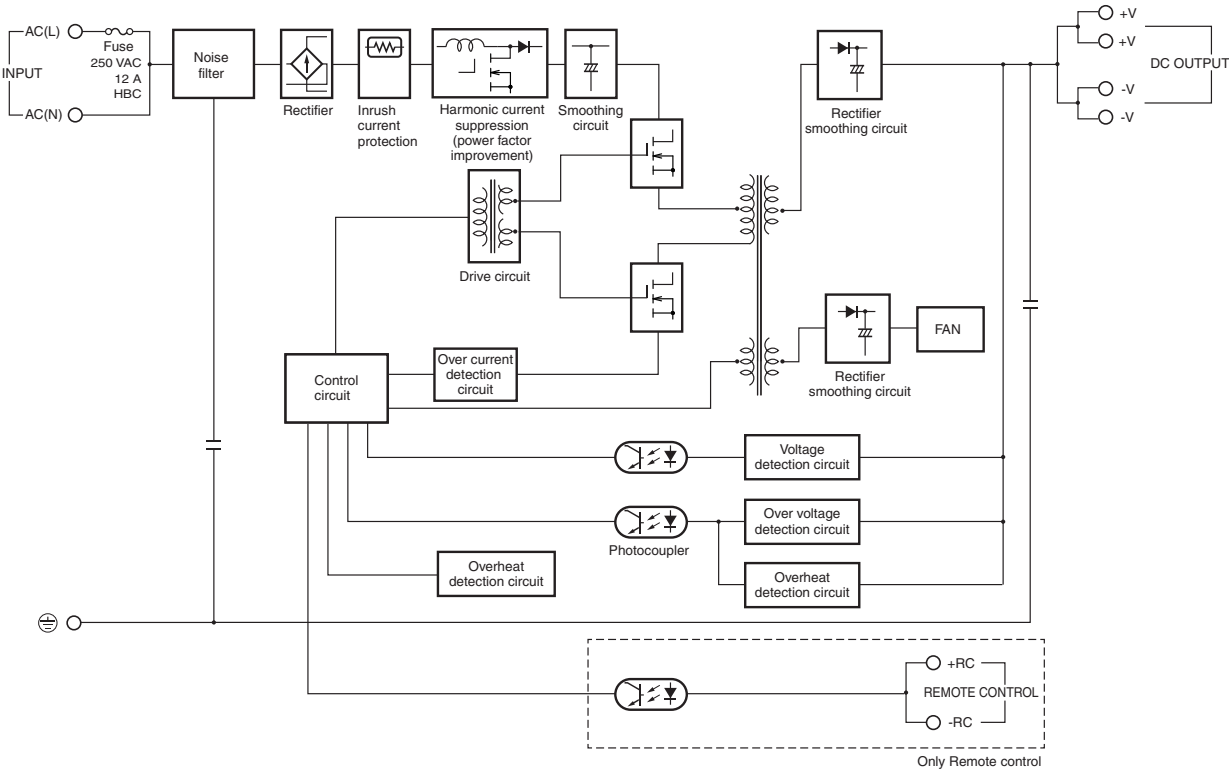 AC(L)
Fuse
250 VAC
12 A
HBC
INPUT
AC(N)
Noise
filter
Rectifier
Inrush
current
protection
Harmonic current
suppression
(power factor
improvement)
Smoothing
circuit
Rectifier
smoothing circuit
+V
+V
DC OUTPUT
-V
-V
Drive circuit
Rectifier
smoothing circuit
FAN
Control
circuit
Over current
detection
circuit
Voltage
detection circuit
Photocoupler
Over voltage
detection circuit
Overheat
detection circuit
Overheat
detection circuit
+RC
REMOTE CONTROL
-RC
Only Remote control